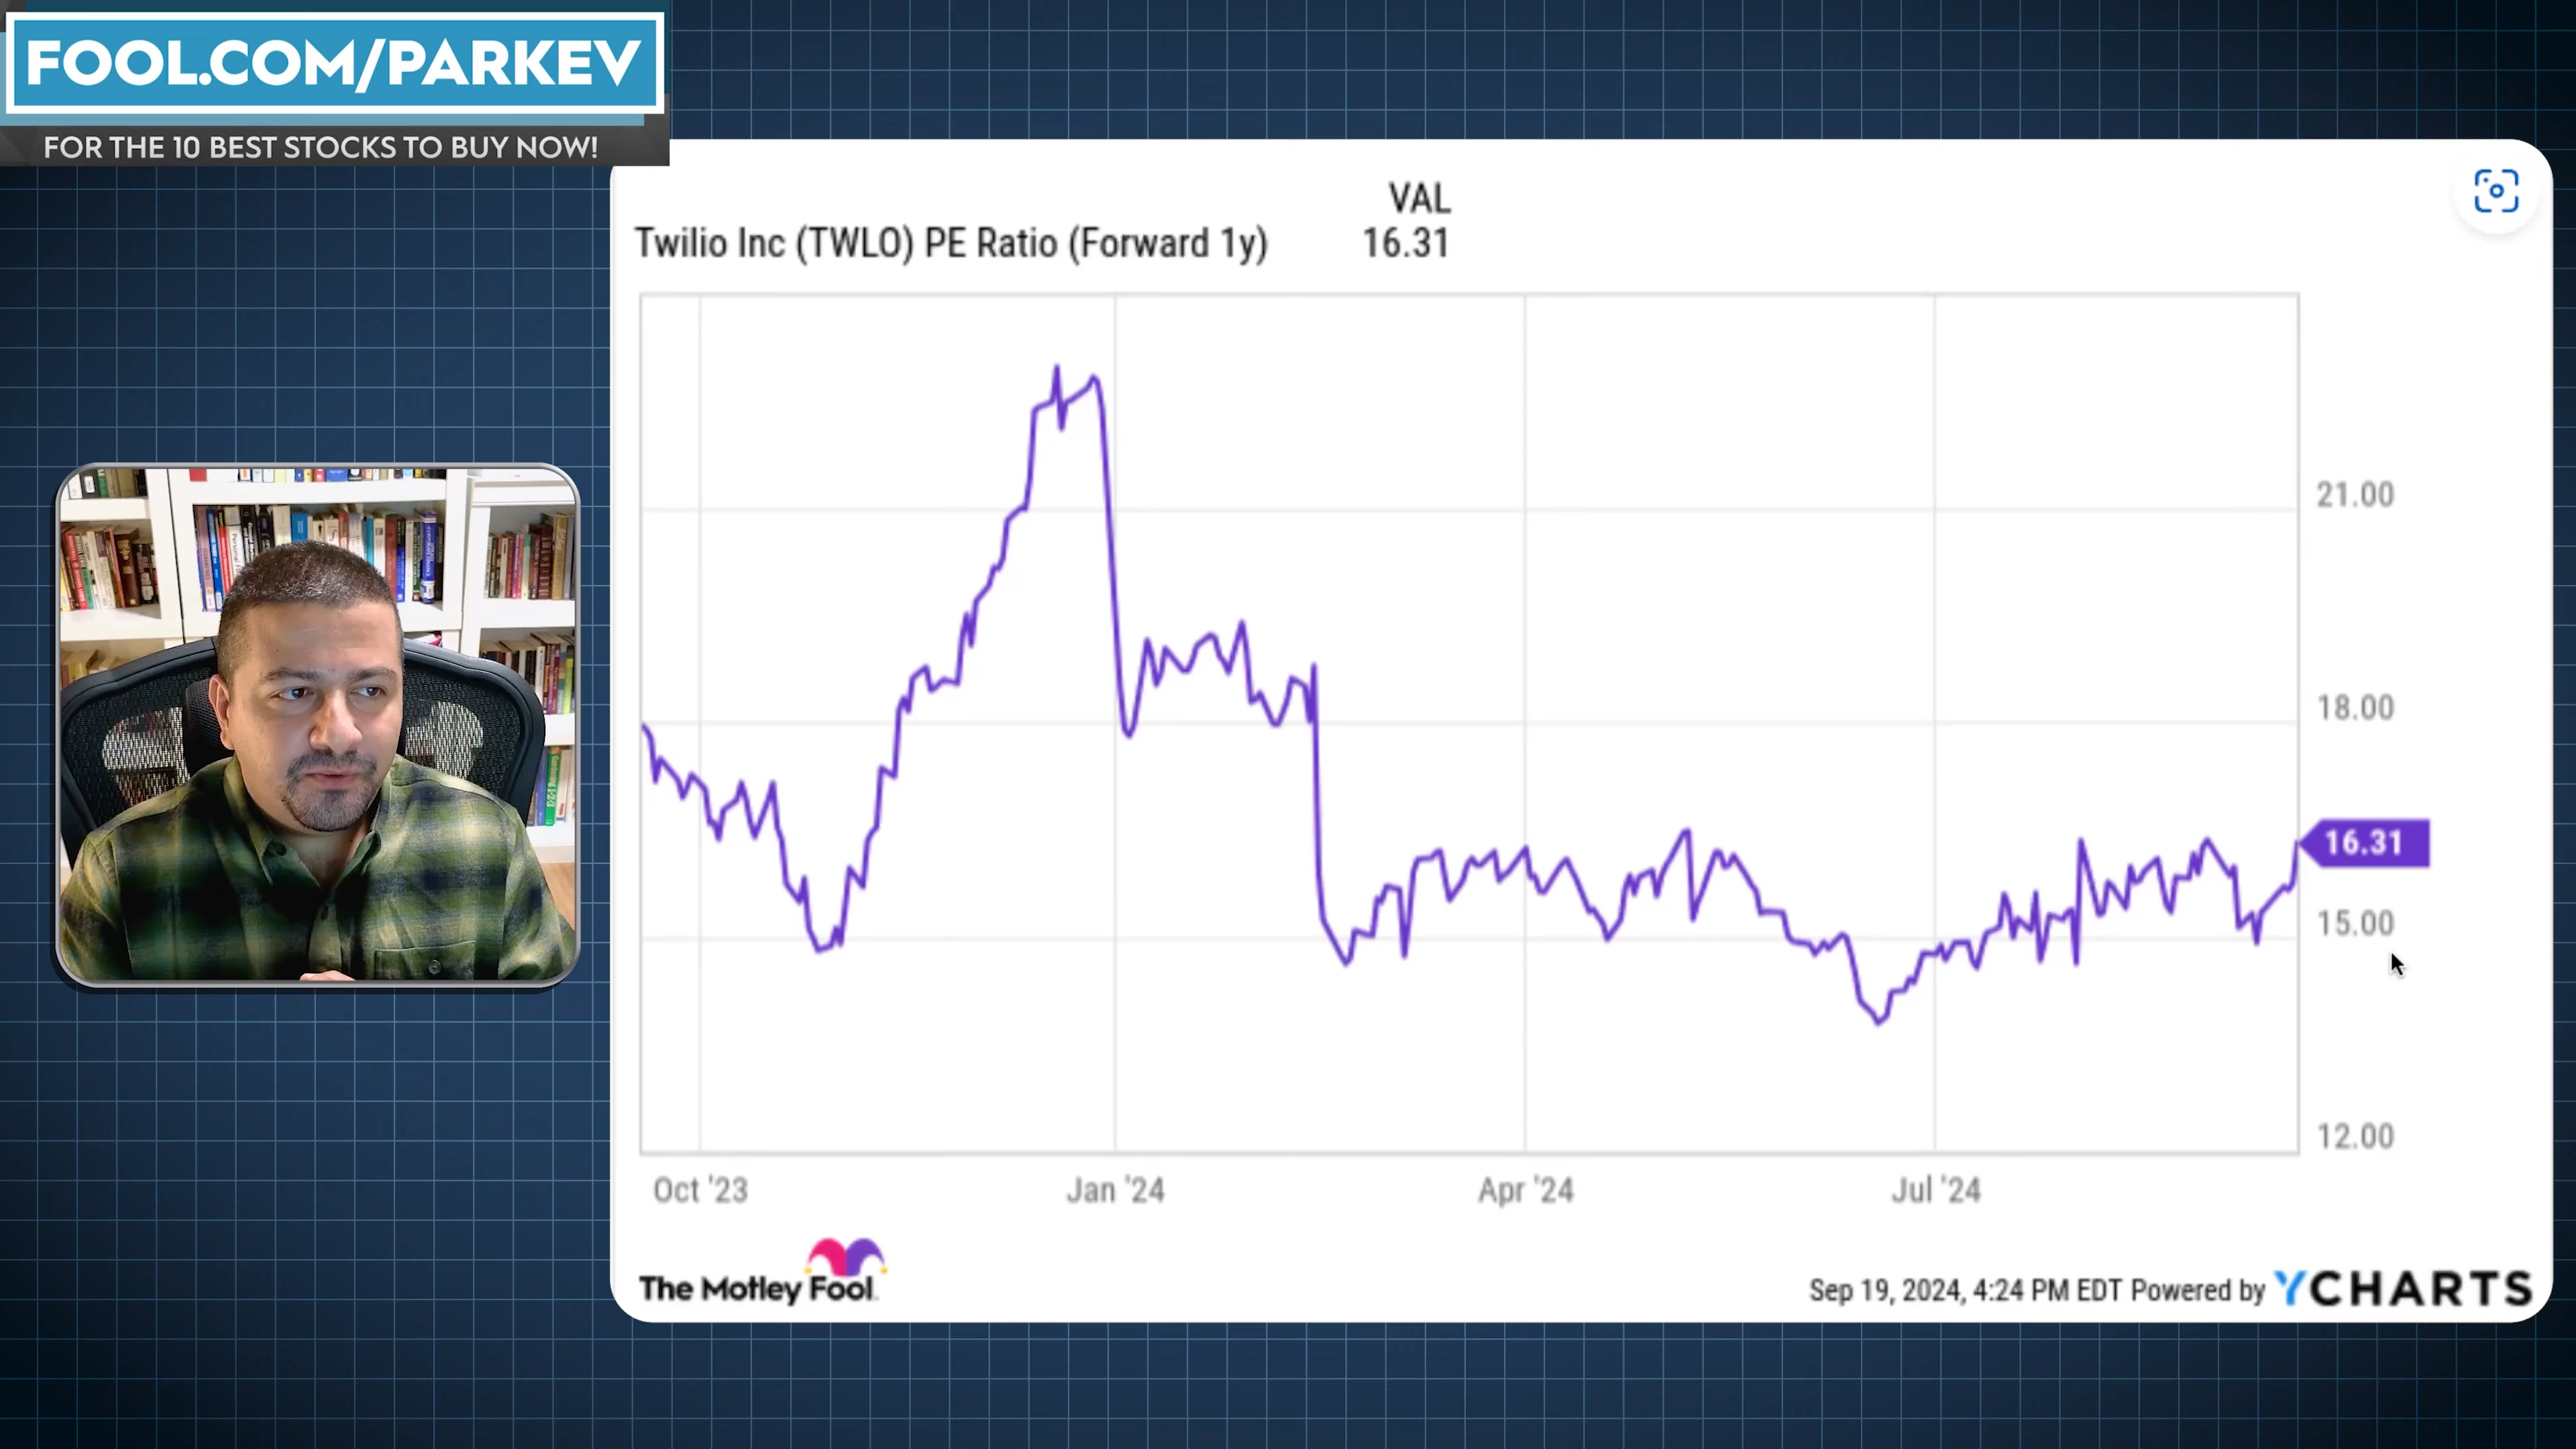 FOOL.COM/PARKEV
FOR THE 10 BEST STOCKS TO BUY NOW!
VAL
Twilio Inc (TWLO) PE Ratio (Forward 1y) 16.31
21.00
18.00
16.31
15.00
12.00
Oct '23 Jan '24 Apr '24 Jul '24
The Motley Fool.
Sep 19, 2024, 4:24 PM EDT Powered by YCHARTS